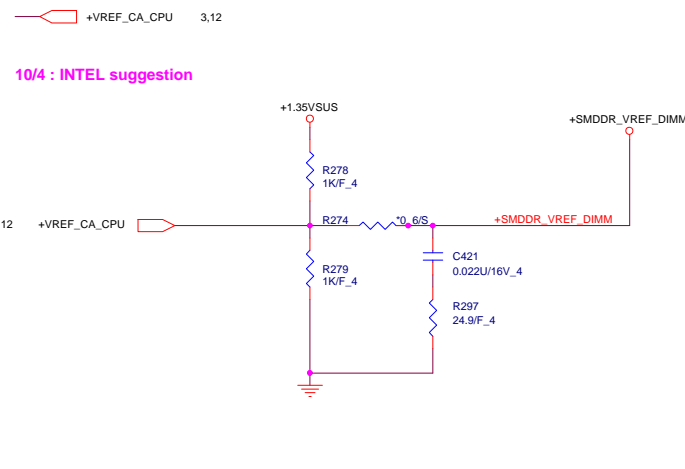 +VREF_CA_CPU 3,12
10/4 : INTEL suggestion
+1.35VSUS
+SMDDR_VREF_DIMM
R278
1K/F_4
12 +VREF_CA_CPU
R274 *0_6/S
+SMDDR_VREF_DIMM
R279
1K/F_4
C421
0.022U/16V_4
R297
24.9/F_4